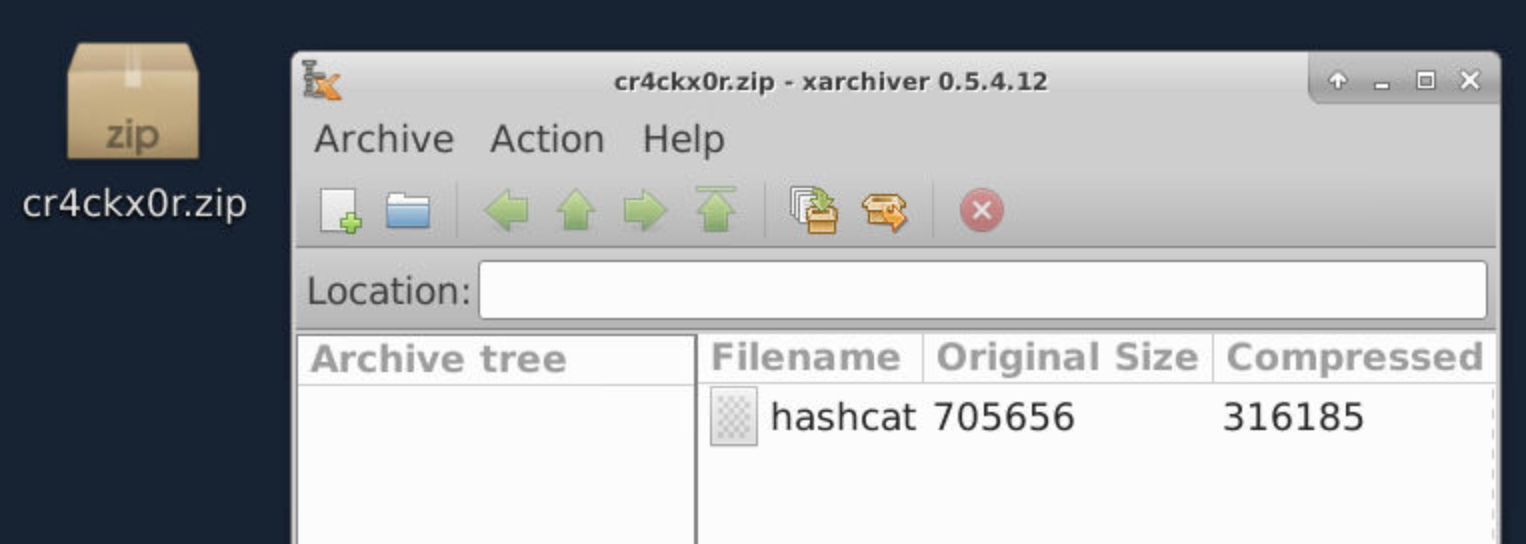 cr4ckx0r.zip - xarchiver 0.5.4.12
zip
cr4ckx0r.zip
Archive Action Help
Location:
Archive tree
Filename Original Size Compressed
hashcat 705656 316185